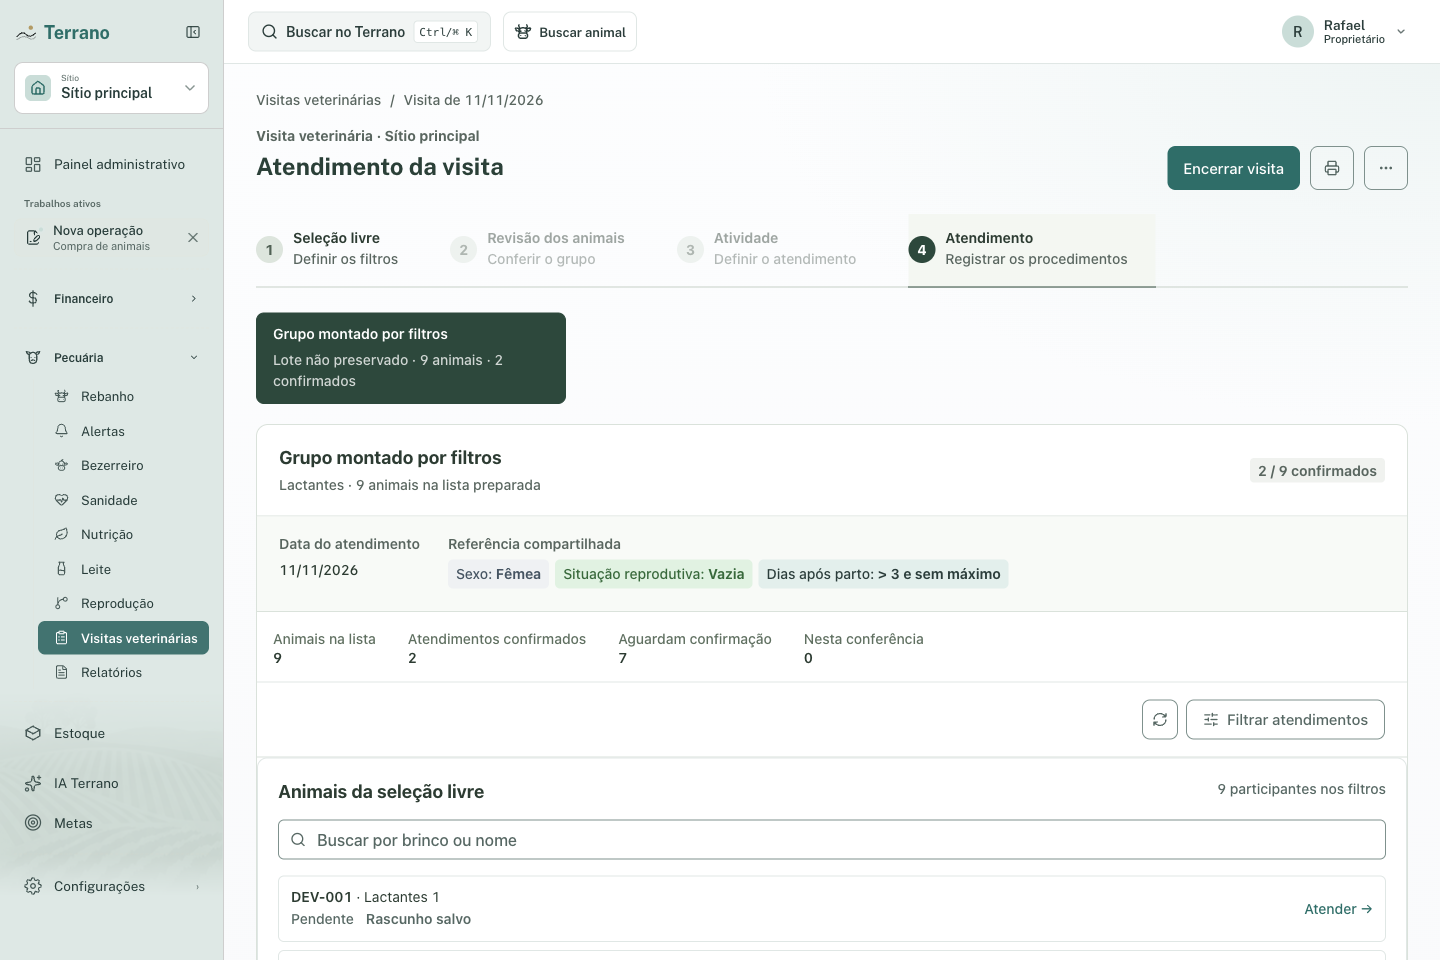 Terrano
Sítio
Sítio principal
Painel administrativo
Trabalhos ativos
Nova operação
Compra de animais
Financeiro
Pecuária
Rebanho
Alertas
Bezerreiro
Sanidade
Nutrição
Leite
Reprodução
Visitas veterinárias
Relatórios
Estoque
IA Terrano
Metas
Configurações
Buscar no Terrano Ctrl/⌘ K
Buscar animal
R
Rafael
Proprietário
Visitas veterinárias / Visita de 11/11/2026
Visita veterinária · Sítio principal
Atendimento da visita
Encerrar visita
1
Seleção livre
Definir os filtros
2
Revisão dos animais
Conferir o grupo
3
Atividade
Definir o atendimento
4
Atendimento
Registrar os procedimentos
Grupo montado por filtros
Lote não preservado · 9 animais · 2
confirmados
Grupo montado por filtros
Lactantes · 9 animais na lista preparada
2 / 9 confirmados
Data do atendimento
11/11/2026
Referência compartilhada
Sexo: Fêmea
Situação reprodutiva: Vazia
Dias após parto: > 3 e sem máximo
Animais na lista
9
Atendimentos confirmados
2
Aguardam confirmação
7
Nesta conferência
0
Filtrar atendimentos
Animais da seleção livre
9 participantes nos filtros
Buscar por brinco ou nome
DEV-001 · Lactantes 1
Pendente Rascunho salvo
Atender →